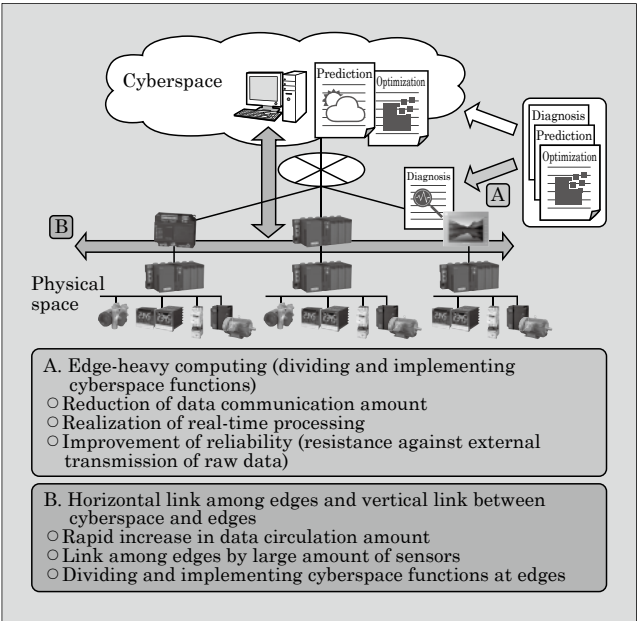 Cyberspace
Prediction
Optimization
Diagnosis
Prediction
Optimization
Diagnosis
A
B
Physical
space
A. Edge-heavy computing (dividing and implementing
cyberspace functions)
○ Reduction of data communication amount
○ Realization of real-time processing
○ Improvement of reliability (resistance against external
transmission of raw data)
B. Horizontal link among edges and vertical link between
cyberspace and edges
○ Rapid increase in data circulation amount
○ Link among edges by large amount of sensors
○ Dividing and implementing cyberspace functions at edges